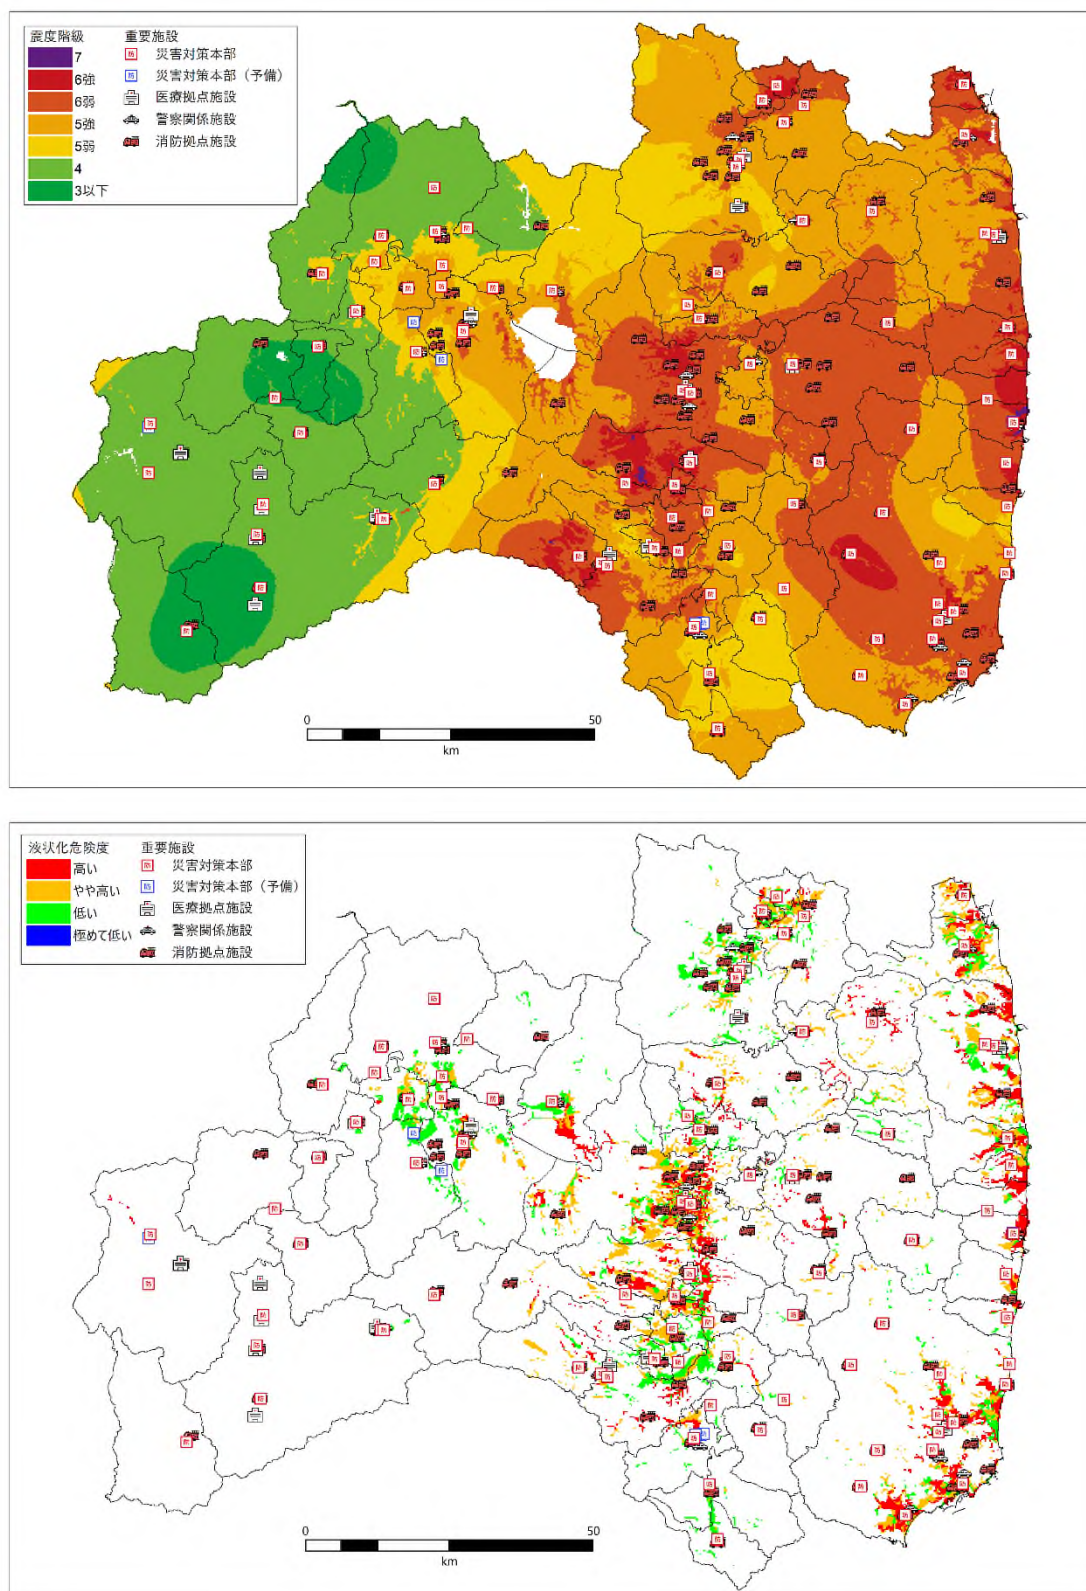 震度階級
7
6強
6弱
5強
5弱
4
3以下
重要施設
災害対策本部
災害対策本部（予備）
医療拠点施設
警察関係施設
消防拠点施設
0 50
km
液状化危険度
高い
やや高い
低い
極めて低い
重要施設
災害対策本部
災害対策本部（予備）
医療拠点施設
警察関係施設
消防拠点施設
0 50
km